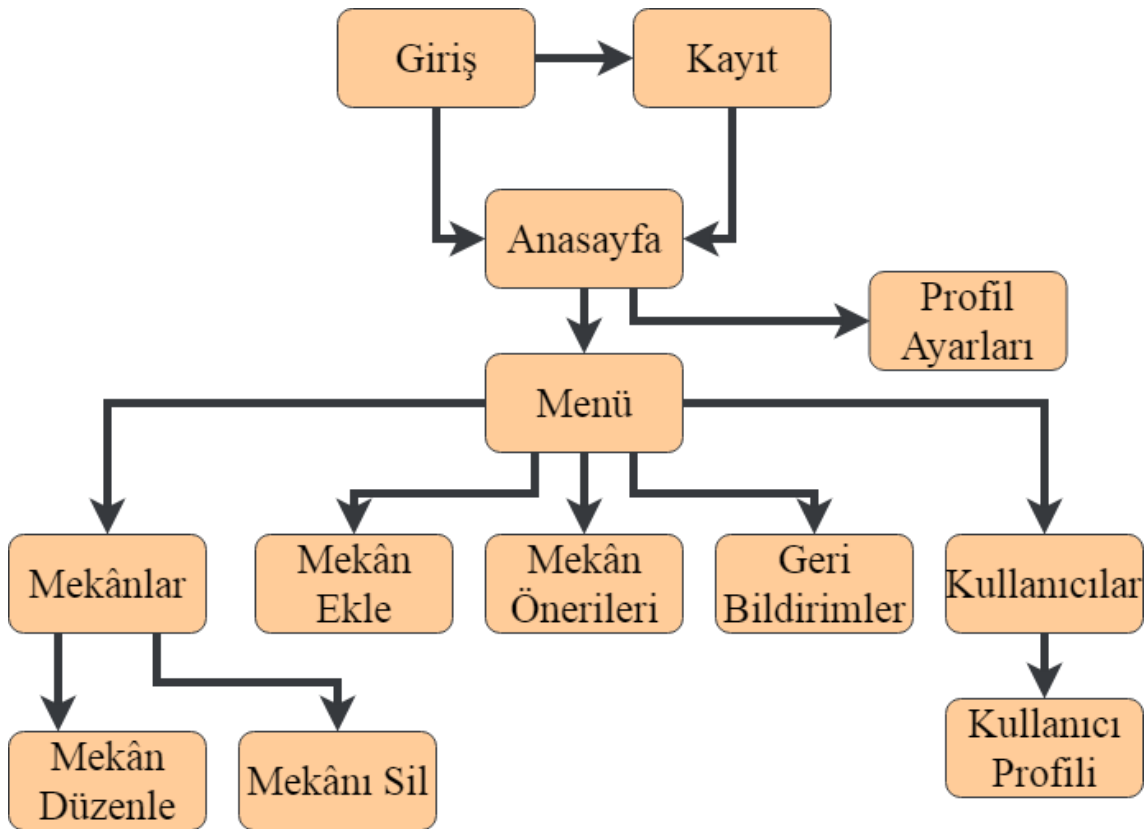 Giriş
Kayıt
Anasayfa
Profil
Ayarları
Menü
Mekânlar
Mekân
Ekle
Mekân
Önerileri
Geri
Bildirimler
Kullanıcılar
Mekân
Düzenle
Mekânı Sil
Kullanıcı
Profili